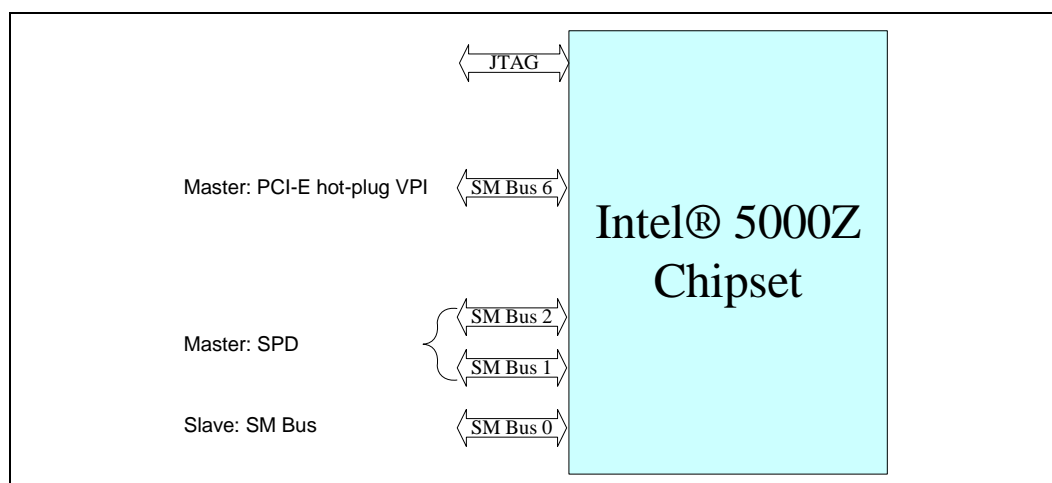 JTAG
Master: PCI-E hot-plug VPI
SM Bus 6
Intel® 5000Z
Chipset
SM Bus 2
Master: SPD
SM Bus 1
Slave: SM Bus
SM Bus 0